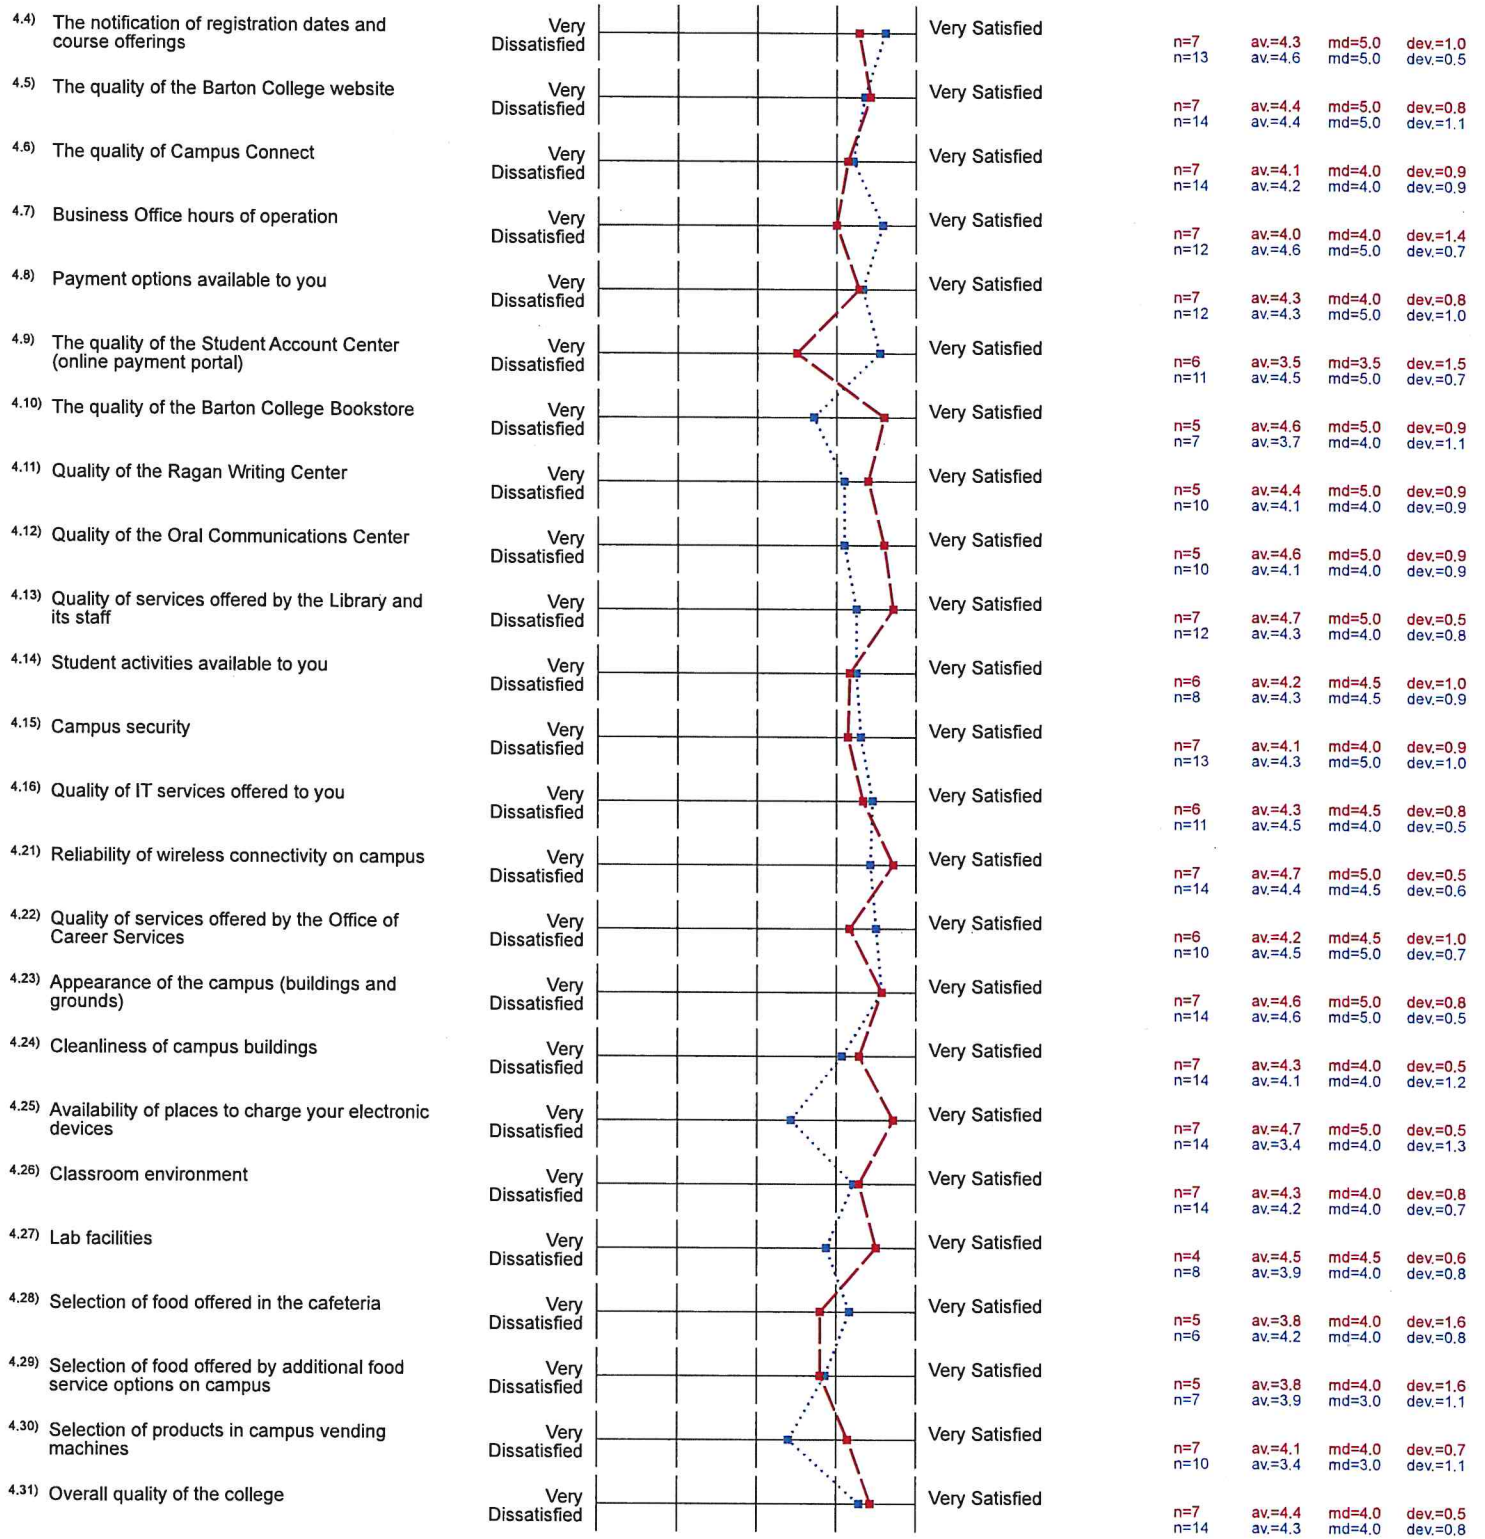 4.4) The notification of registration dates and
course offerings
Very
Dissatisfied
Very Satisfied
n=7 av.=4.3 md=5.0 dev.=1.0
n=13 av.=4.6 md=5.0 dev.=0.5
4.5) The quality of the Barton College website
Very
Dissatisfied
Very Satisfied
n=7 av.=4.4 md=5.0 dev.=0.8
n=14 av.=4.4 md=5.0 dev.=1.1
4.6) The quality of Campus Connect
Very
Dissatisfied
Very Satisfied
n=7 av.=4.1 md=4.0 dev.=0.9
n=14 av.=4.2 md=4.0 dev.=0.9
4.7) Business Office hours of operation
Very
Dissatisfied
Very Satisfied
n=7 av.=4.0 md=4.0 dev.=1.4
n=12 av.=4.6 md=5.0 dev.=0.7
4.8) Payment options available to you
Very
Dissatisfied
Very Satisfied
n=7 av.=4.3 md=4.0 dev.=0.8
n=12 av.=4.3 md=5.0 dev.=1.0
4.9) The quality of the Student Account Center
(online payment portal)
Very
Dissatisfied
Very Satisfied
n=6 av.=3.5 md=3.5 dev.=1.5
n=11 av.=4.5 md=5.0 dev.=0.7
4.10) The quality of the Barton College Bookstore
Very
Dissatisfied
Very Satisfied
n=5 av.=4.6 md=5.0 dev.=0.9
n=7 av.=3.7 md=4.0 dev.=1.1
4.11) Quality of the Ragan Writing Center
Very
Dissatisfied
Very Satisfied
n=5 av.=4.4 md=5.0 dev.=0.9
n=10 av.=4.1 md=4.0 dev.=0.9
4.12) Quality of the Oral Communications Center
Very
Dissatisfied
Very Satisfied
n=5 av.=4.6 md=5.0 dev.=0.9
n=10 av.=4.1 md=4.0 dev.=0.9
4.13) Quality of services offered by the Library and
its staff
Very
Dissatisfied
Very Satisfied
n=7 av.=4.7 md=5.0 dev.=0.5
n=12 av.=4.3 md=4.0 dev.=0.8
4.14) Student activities available to you
Very
Dissatisfied
Very Satisfied
n=6 av.=4.2 md=4.5 dev.=1.0
n=8 av.=4.3 md=4.5 dev.=0.9
4.15) Campus security
Very
Dissatisfied
Very Satisfied
n=7 av.=4.1 md=4.0 dev.=0.9
n=13 av.=4.3 md=5.0 dev.=1.0
4.16) Quality of IT services offered to you
Very
Dissatisfied
Very Satisfied
n=6 av.=4.3 md=4.5 dev.=0.8
n=11 av.=4.5 md=4.0 dev.=0.5
4.21) Reliability of wireless connectivity on campus
Very
Dissatisfied
Very Satisfied
n=7 av.=4.7 md=5.0 dev.=0.5
n=14 av.=4.4 md=4.5 dev.=0.6
4.22) Quality of services offered by the Office of
Career Services
Very
Dissatisfied
Very Satisfied
n=6 av.=4.2 md=4.5 dev.=1.0
n=10 av.=4.5 md=5.0 dev.=0.7
4.23) Appearance of the campus (buildings and
grounds)
Very
Dissatisfied
Very Satisfied
n=7 av.=4.6 md=5.0 dev.=0.8
n=14 av.=4.6 md=5.0 dev.=0.5
4.24) Cleanliness of campus buildings
Very
Dissatisfied
Very Satisfied
n=7 av.=4.3 md=4.0 dev.=0.5
n=14 av.=4.1 md=4.0 dev.=1.2
4.25) Availability of places to charge your electronic
devices
Very
Dissatisfied
Very Satisfied
n=7 av.=4.7 md=5.0 dev.=0.5
n=14 av.=3.4 md=4.0 dev.=1.3
4.26) Classroom environment
Very
Dissatisfied
Very Satisfied
n=7 av.=4.3 md=4.0 dev.=0.8
n=14 av.=4.2 md=4.0 dev.=0.7
4.27) Lab facilities
Very
Dissatisfied
Very Satisfied
n=4 av.=4.5 md=4.5 dev.=0.6
n=8 av.=3.9 md=4.0 dev.=0.8
4.28) Selection of food offered in the cafeteria
Very
Dissatisfied
Very Satisfied
n=5 av.=3.8 md=4.0 dev.=1.6
n=6 av.=4.2 md=4.0 dev.=0.8
4.29) Selection of food offered by additional food
service options on campus
Very
Dissatisfied
Very Satisfied
n=5 av.=3.8 md=4.0 dev.=1.6
n=7 av.=3.9 md=3.0 dev.=1.1
4.30) Selection of products in campus vending
machines
Very
Dissatisfied
Very Satisfied
n=7 av.=4.1 md=4.0 dev.=0.7
n=10 av.=3.4 md=3.0 dev.=1.1
4.31) Overall quality of the college
Very
Dissatisfied
Very Satisfied
n=7 av.=4.4 md=4.0 dev.=0.5
n=14 av.=4.3 md=4.0 dev.=0.8